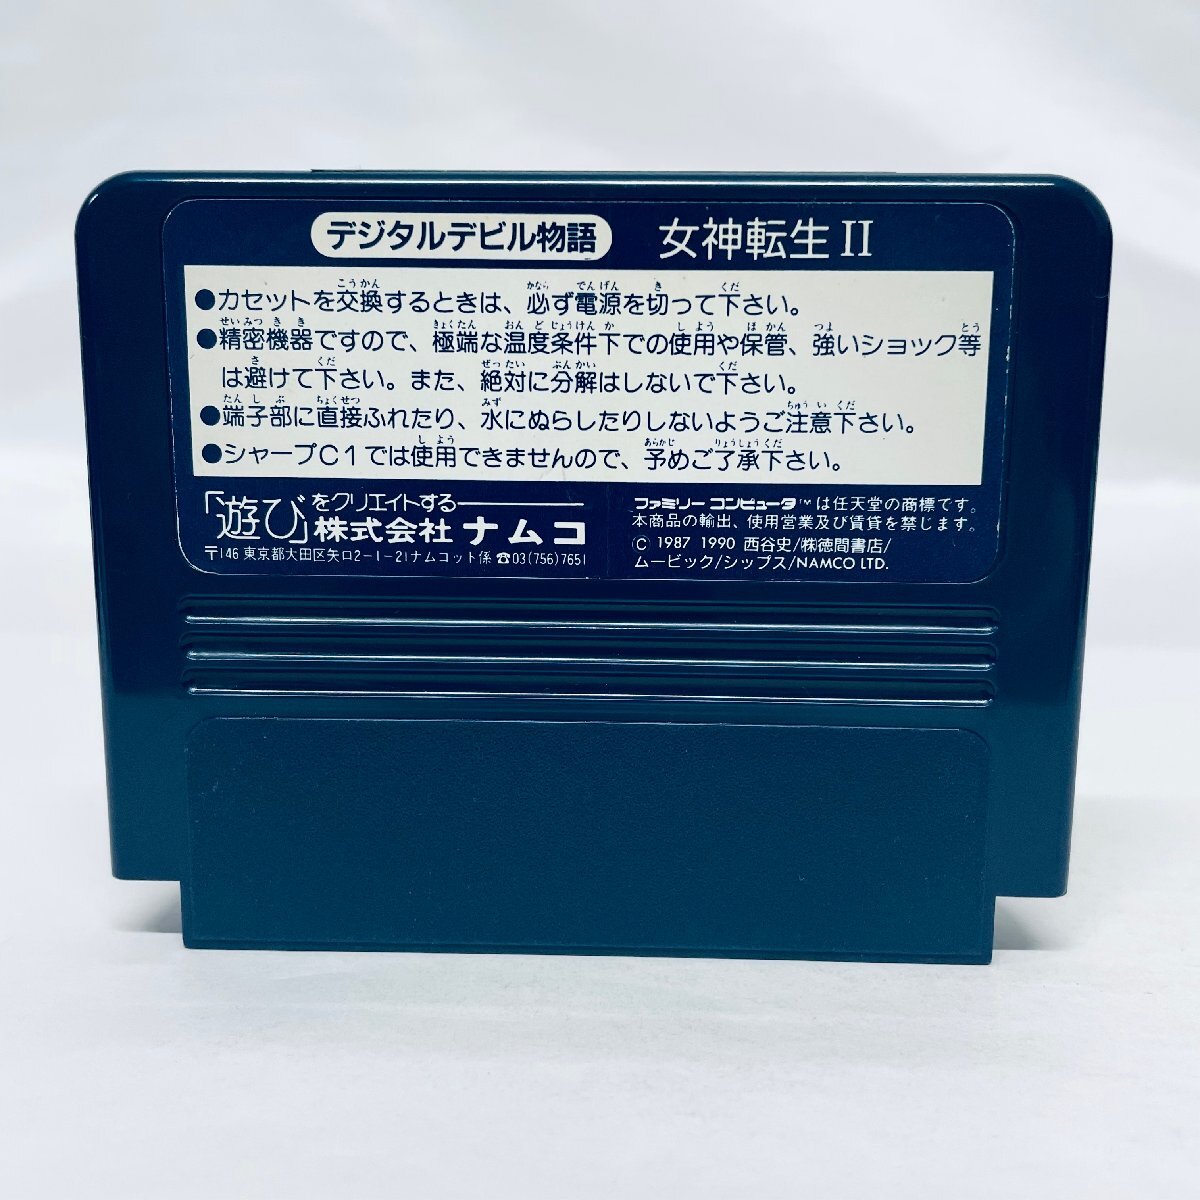 デジタルデビル物語 女神転生II
●カセットを交換するときは、必ず電源を切って下さい。
●精密機器ですので、極端な温度条件下での使用や保管、強いショック等
は避けて下さい。また、絶対に分解はしないで下さい。
●端子部に直接ふれたり、水にぬらしたりしないようご注意下さい。
●シャープC1では使用できませんので、予めご了承下さい。
「遊び」をクリエイトする
株式会社ナムコ
〒146 東京都大田区矢口2-1-21ナムコット係 ☎03(756)7651
ファミリーコンピュータ™は任天堂の商標です。
本商品の輸出、使用営業及び賃貸を禁じます。
© 1987 1990 西谷史/㈱徳間書店/
ムービック/シップス/NAMCO LTD.